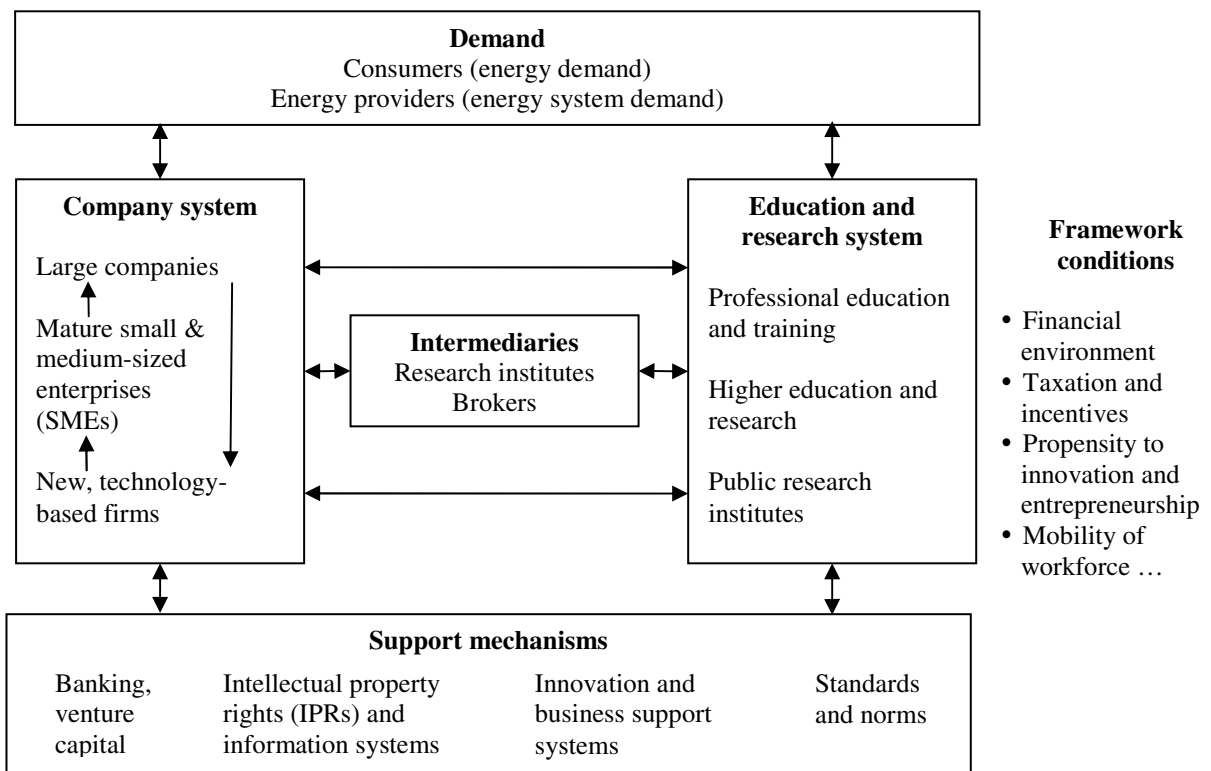 Demand
Consumers (energy demand)
Energy providers (energy system demand)
Company system
Large companies
Mature small &
medium-sized
enterprises
(SMEs)
New, technology-
based firms
Intermediaries
Research institutes
Brokers
Education and
research system
Professional education
and training
Higher education and
research
Public research
institutes
Framework
conditions
• Financial
environment
• Taxation and
incentives
• Propensity to
innovation and
entrepreneurship
• Mobility of
workforce …
Support mechanisms
Banking,
venture
capital
Intellectual property
rights (IPRs) and
information systems
Innovation and
business support
systems
Standards
and norms